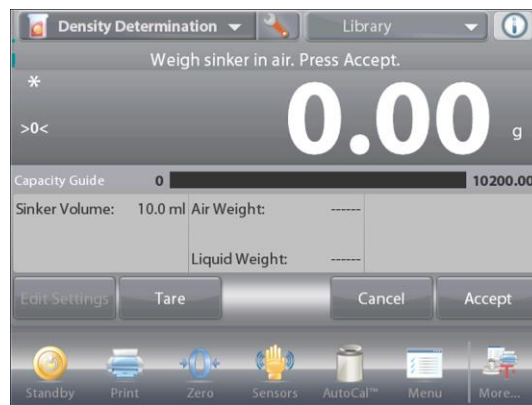 Density Determination Library
Weigh sinker in air. Press Accept.
*
>0< 0.00 g
Capacity Guide 0 10200.00
Sinker Volume: 10.0 ml Air Weight: ------
Liquid Weight: ------
Edit Settings Tare Cancel Accept
Standby Print Zero Sensors AutoCal™ Menu More...